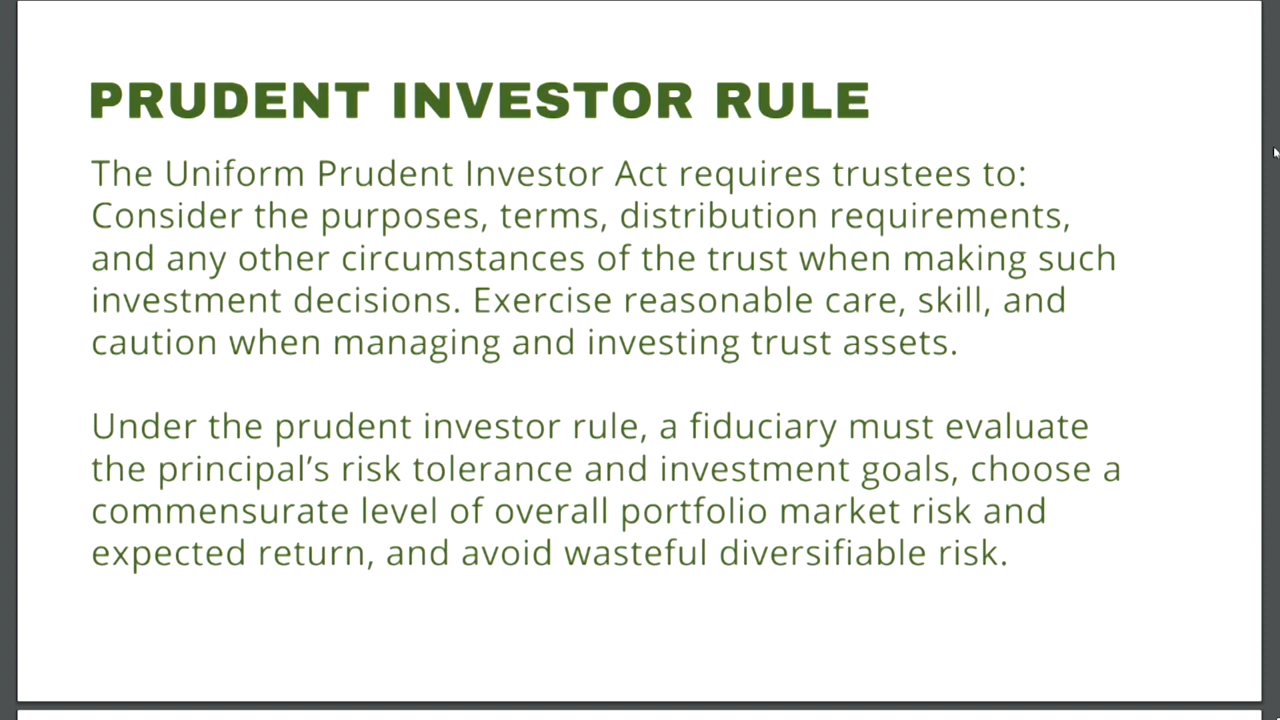 PRUDENT INVESTOR RULE
The Uniform Prudent Investor Act requires trustees to:
Consider the purposes, terms, distribution requirements,
and any other circumstances of the trust when making such
investment decisions. Exercise reasonable care, skill, and
caution when managing and investing trust assets.
Under the prudent investor rule, a fiduciary must evaluate
the principal’s risk tolerance and investment goals, choose a
commensurate level of overall portfolio market risk and
expected return, and avoid wasteful diversifiable risk.